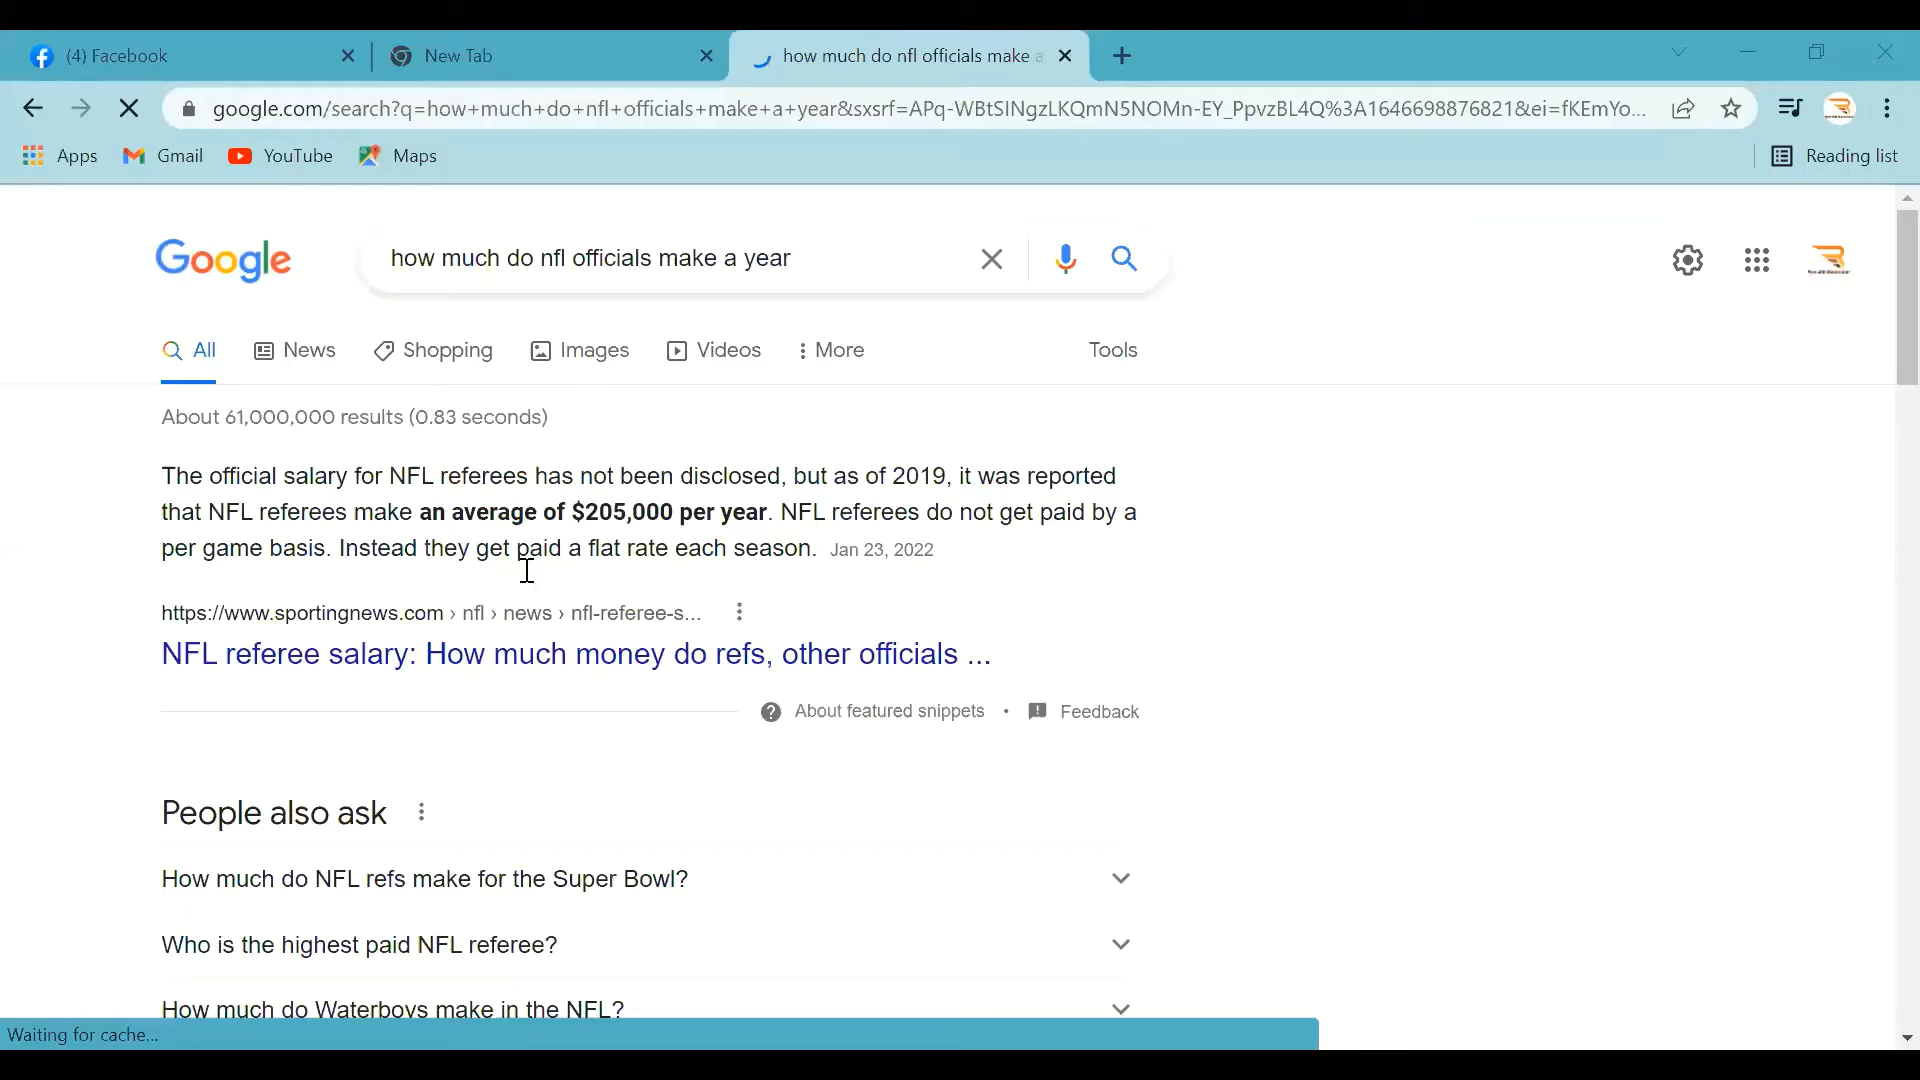 (4) Facebook
New Tab
how much do nfl officials make a
google.com/search?q=how+much+do+nfl+officials+make+a+year&sxsrf=APq-WBtSINgzLKQmN5NOMn-EY_PpvzBL4Q%3A1646698876821&ei=fKEmYo...
Apps
Gmail
YouTube
Maps
Reading list
Google
how much do nfl officials make a year
All
News
Shopping
Images
Videos
More
Tools
About 61,000,000 results (0.83 seconds)
The official salary for NFL referees has not been disclosed, but as of 2019, it was reported
that NFL referees make an average of $205,000 per year. NFL referees do not get paid by a
per game basis. Instead they get paid a flat rate each season. Jan 23, 2022
https://www.sportingnews.com › nfl › news › nfl-referee-s...
NFL referee salary: How much money do refs, other officials ...
About featured snippets • Feedback
People also ask
How much do NFL refs make for the Super Bowl?
Who is the highest paid NFL referee?
How much do Waterboys make in the NFL?
Waiting for cache...